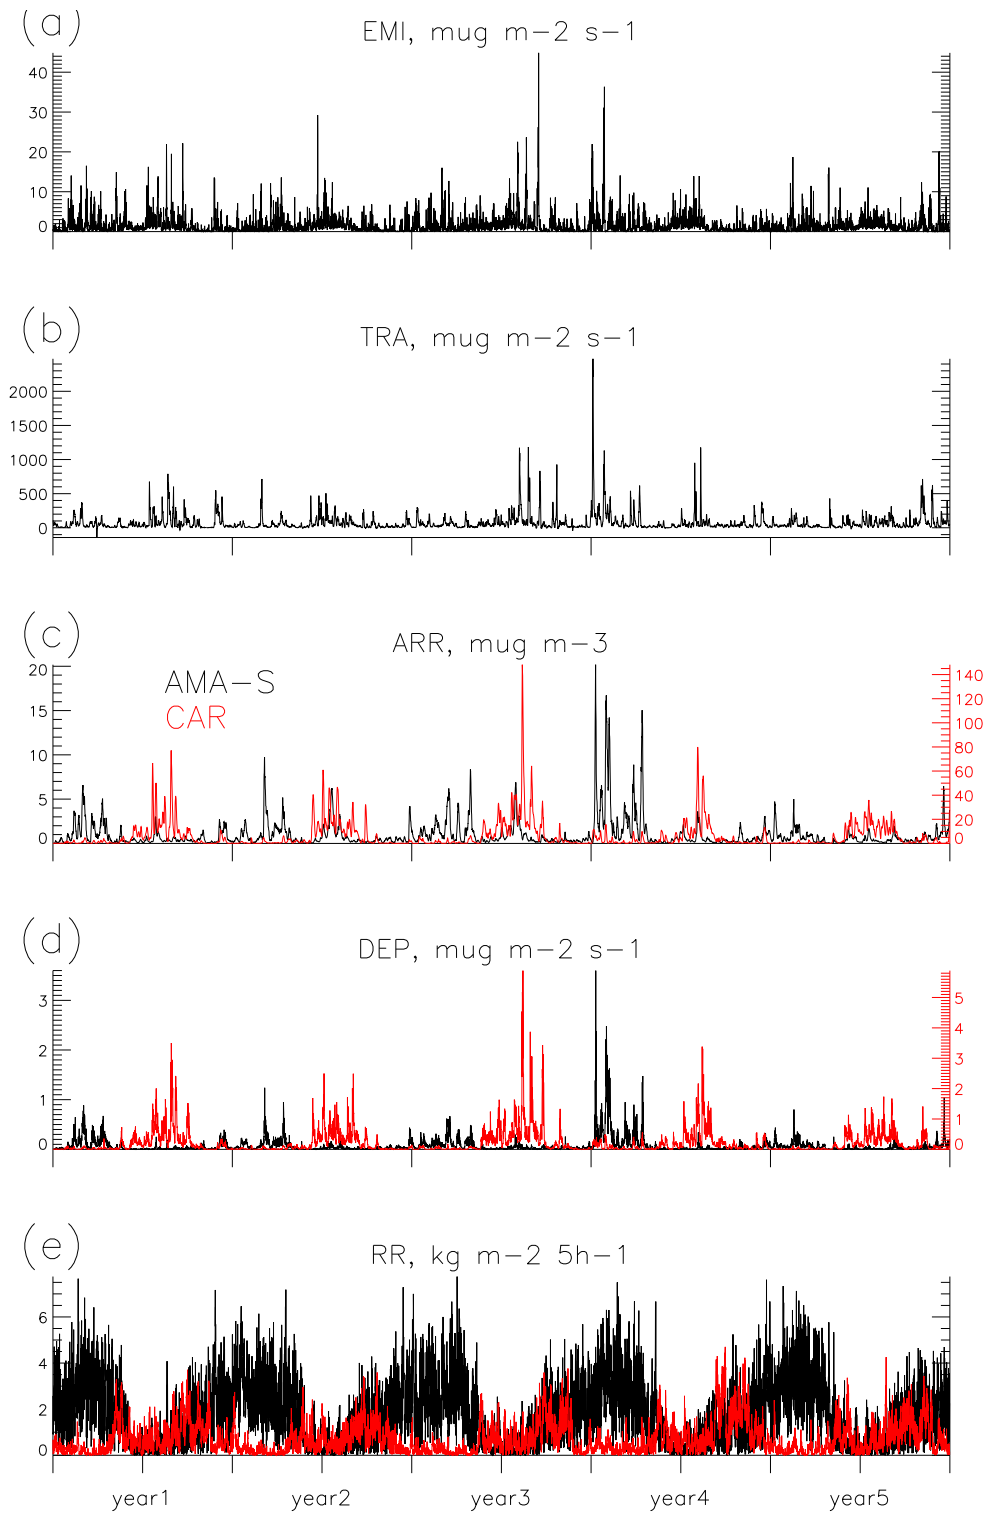 (a)
EMI, mug m-2 s-1
40
30
20
10
0
(b)
TRA, mug m-2 s-1
2000
1500
1000
500
0
(c)
ARR, mug m-3
AMA-S
CAR
20
15
10
5
0
140
120
100
80
60
40
20
0
(d)
DEP, mug m-2 s-1
3
2
1
0
5
4
3
2
1
0
(e)
RR, kg m-2 5h-1
6
4
2
0
year1 year2 year3 year4 year5